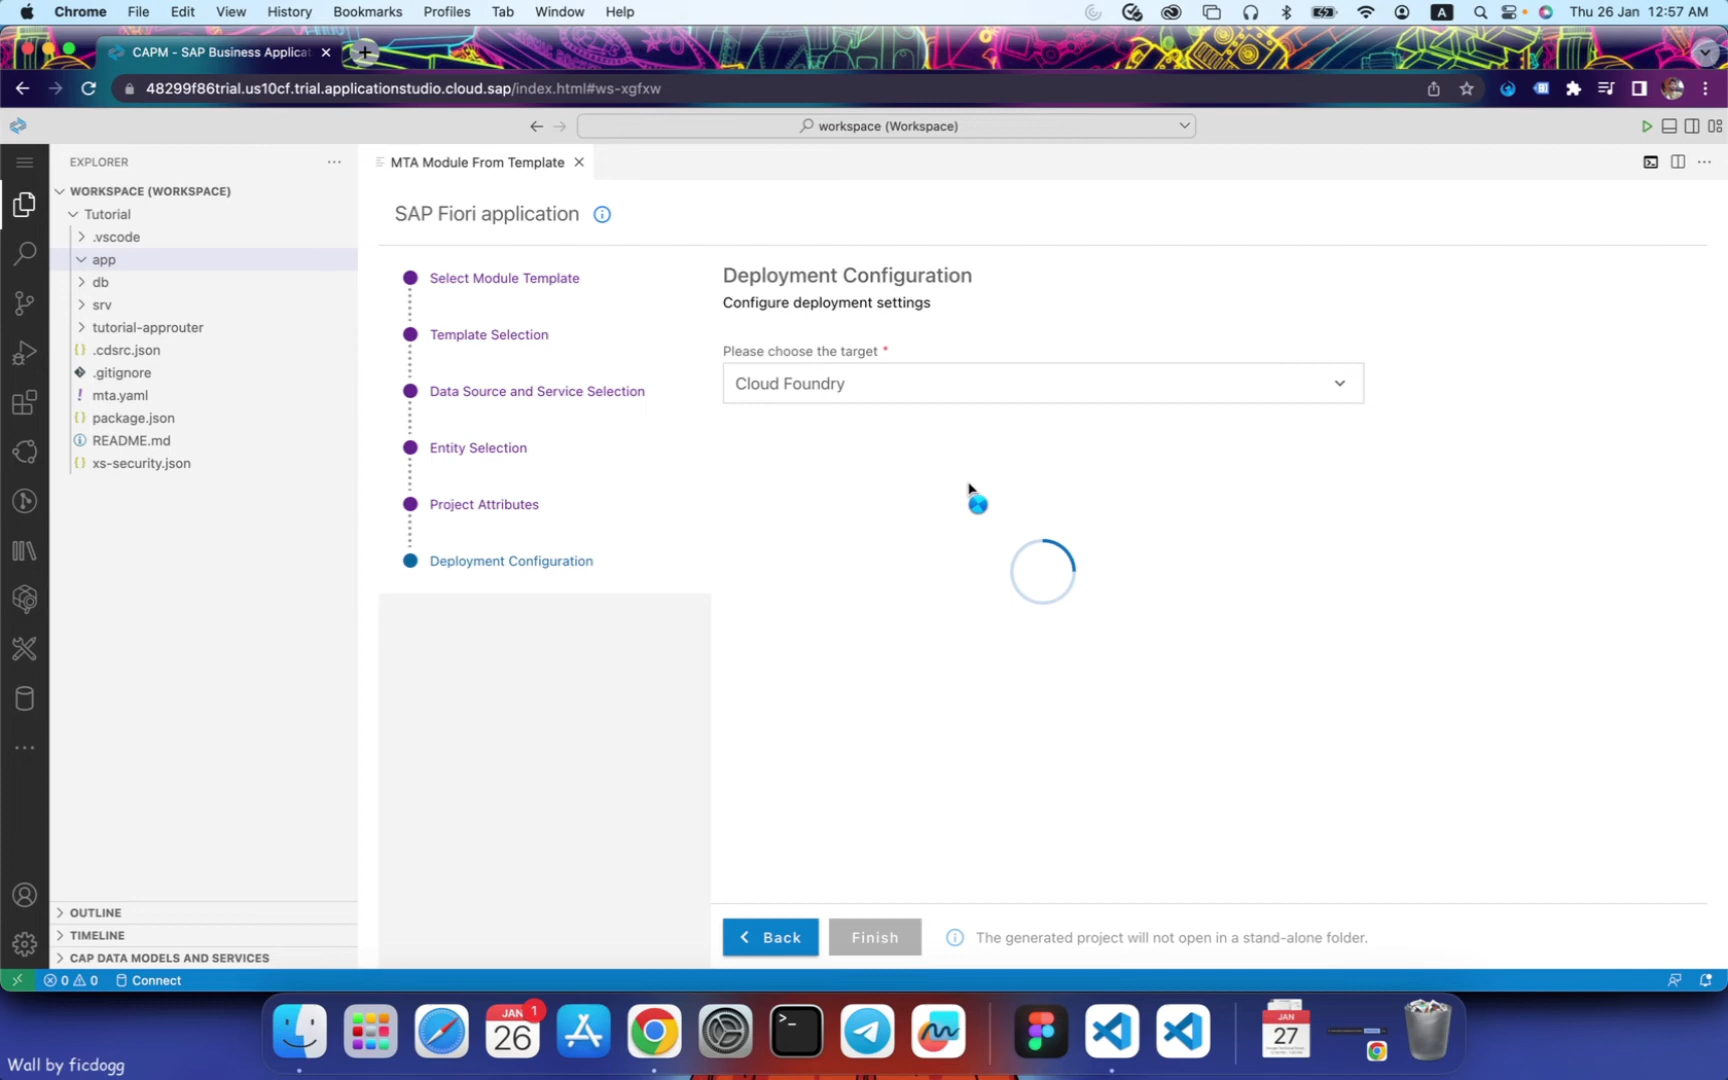 Chrome File Edit View History Bookmarks Profiles Tab Window Help A Thu 26 Jan 12:57 AM
CAPM - SAP Business Applicat
48299f86trial.us10cf.trial.applicationstudio.cloud.sap/index.html#ws-xgfxw
workspace (Workspace)
EXPLORER
MTA Module From Template
WORKSPACE (WORKSPACE)
Tutorial
.vscode
app
db
srv
tutorial-approuter
.cdsrc.json
.gitignore
mta.yaml
package.json
README.md
xs-security.json
OUTLINE
TIMELINE
CAP DATA MODELS AND SERVICES
SAP Fiori application
Select Module Template
Template Selection
Data Source and Service Selection
Entity Selection
Project Attributes
Deployment Configuration
Deployment Configuration
Configure deployment settings
Please choose the target *
Cloud Foundry
Back
Finish
The generated project will not open in a stand-alone folder.
0 0 Connect
JAN
26
1
JAN
27
Wall by ficdogg